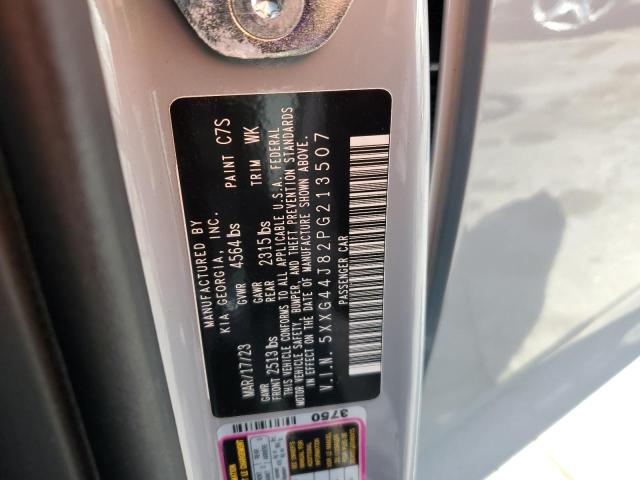 MANUFACTURED BY
KIA GEORGIA, INC.
MAR/17/23 GVWR 4564 lbs PAINT C7S
GAWR FRONT 2513 lbs GAWR REAR 2315 lbs TRIM WK
THIS VEHICLE CONFORMS TO ALL APPLICABLE U.S.A. FEDERAL
MOTOR VEHICLE SAFETY, BUMPER, AND THEFT PREVENTION STANDARDS
IN EFFECT ON THE DATE OF MANUFACTURE SHOWN ABOVE.
V.I.N. 5XXG44J82PG213507
PASSENGER CAR
3750